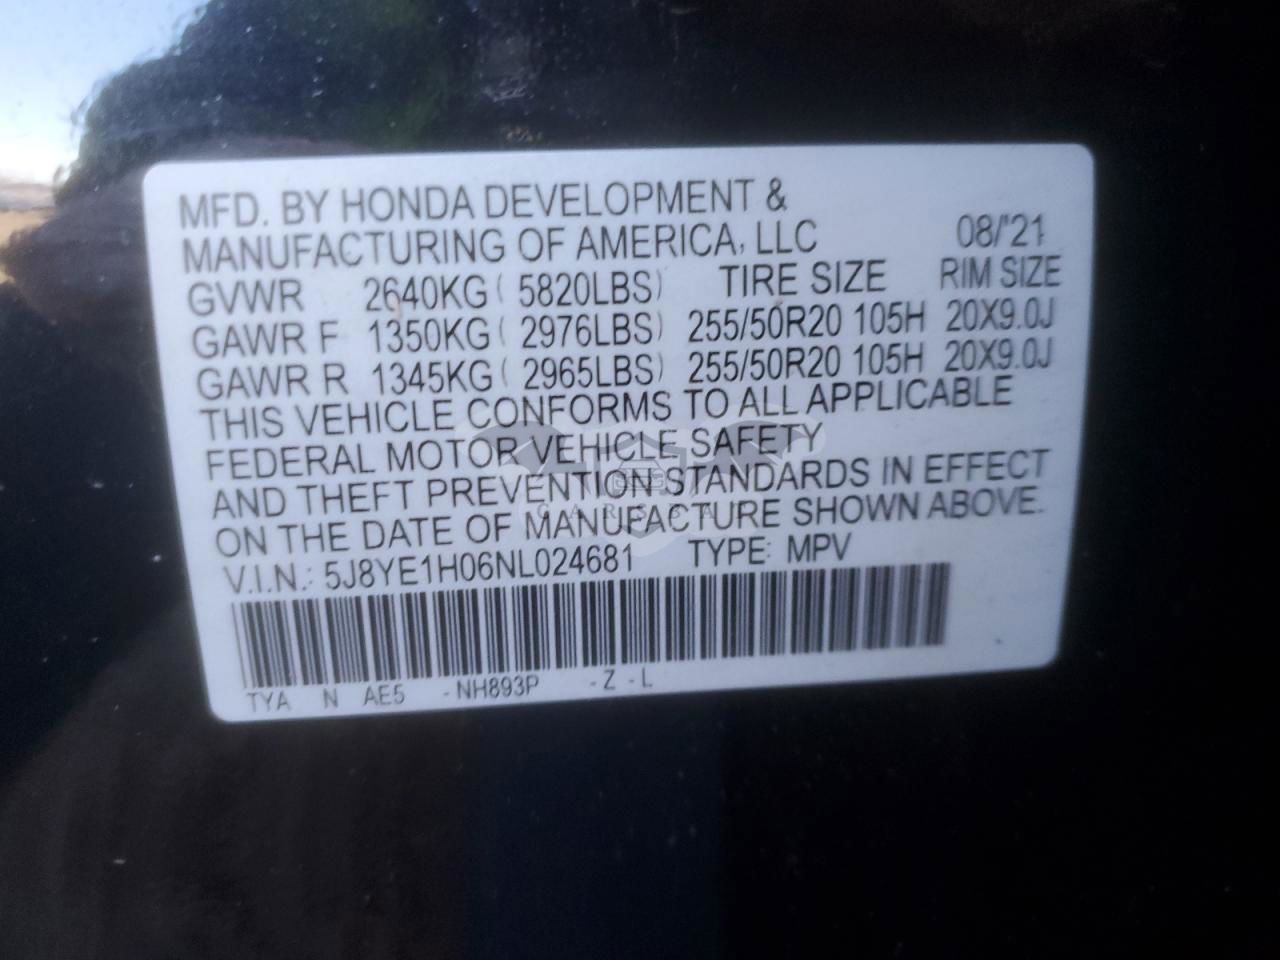 MFD. BY HONDA DEVELOPMENT &
MANUFACTURING OF AMERICA, LLC 08/'21
GVWR 2640KG ( 5820LBS) TIRE SIZE RIM SIZE
GAWR F 1350KG ( 2976LBS) 255/50R20 105H 20X9.0J
GAWR R 1345KG ( 2965LBS) 255/50R20 105H 20X9.0J
THIS VEHICLE CONFORMS TO ALL APPLICABLE
FEDERAL MOTOR VEHICLE SAFETY
AND THEFT PREVENTION STANDARDS IN EFFECT
ON THE DATE OF MANUFACTURE SHOWN ABOVE.
V.I.N.: 5J8YE1H06NL024681 TYPE: MPV
TYA N AE5 -NH893P -Z -L